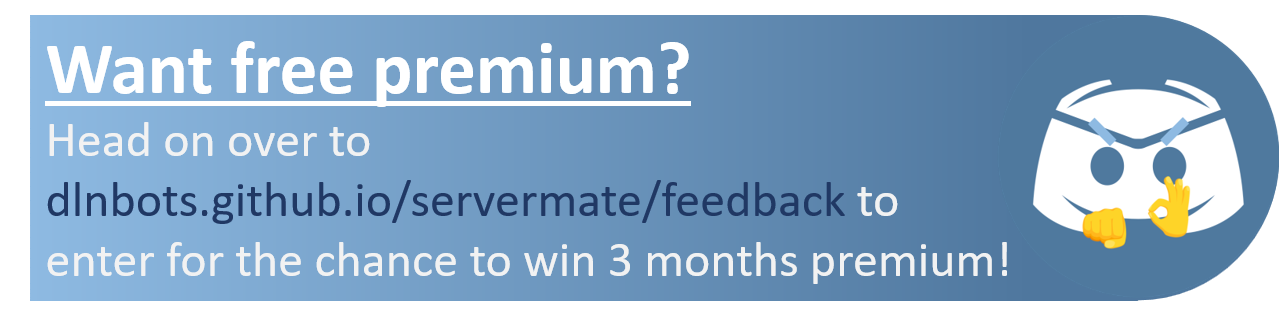 Want free premium?
Head on over to
dlnbots.github.io/servermate/feedback to
enter for the chance to win 3 months premium!